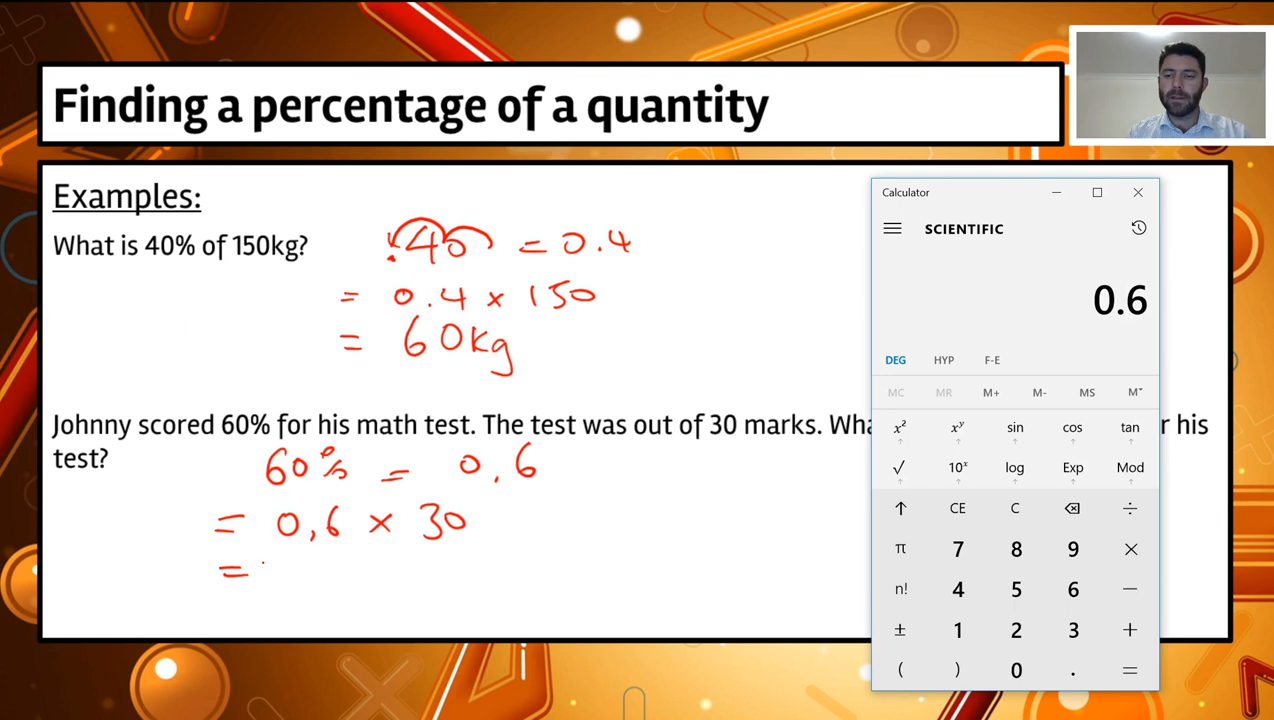 Finding a percentage of a quantity
Examples:
What is 40% of 150kg?
.40 = 0.4
= 0.4 × 150
= 60kg
Johnny scored 60% for his math test. The test was out of 30 marks. his
test?
60% = 0,6
= 0,6 × 30
=
Calculator
SCIENTIFIC
0.6
DEG HYP F-E
MC MR M+ M- MS M˅
x² xʸ sin cos tan
√ 10ˣ log Exp Mod
↑ CE C ⌫ ÷
π 7 8 9 ×
n! 4 5 6 −
± 1 2 3 +
( ) 0 . =